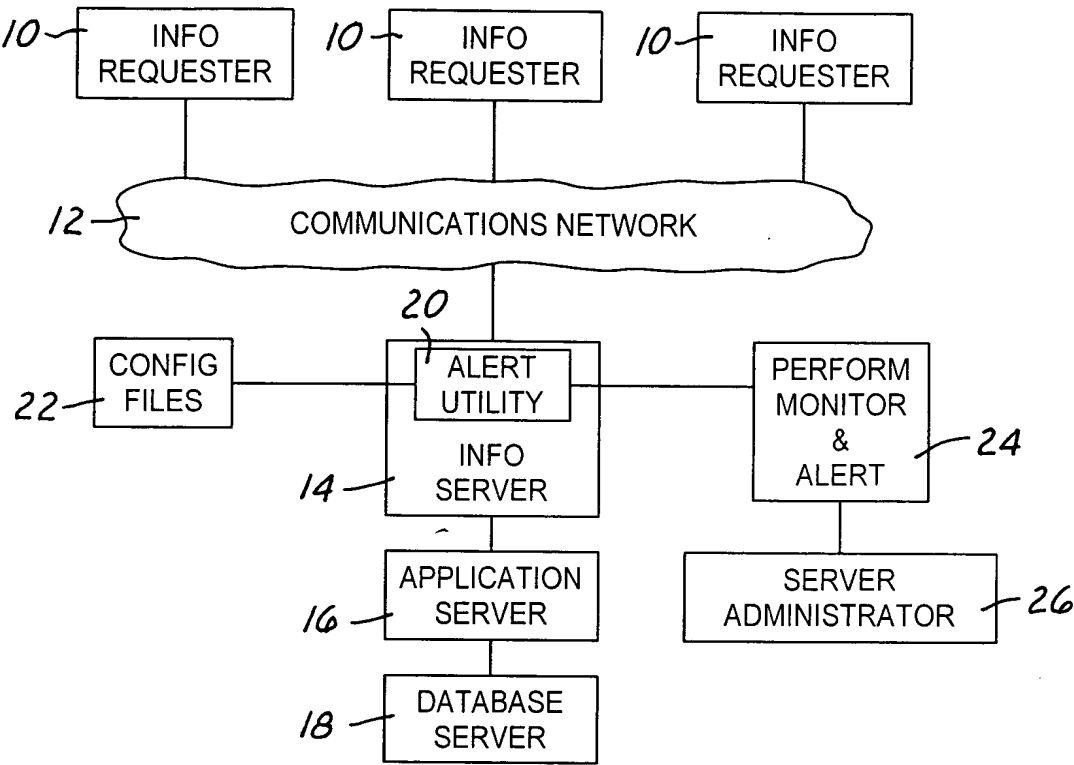 10 INFO REQUESTER
10 INFO REQUESTER
10 INFO REQUESTER
12 COMMUNICATIONS NETWORK
20
ALERT
UTILITY
CONFIG
FILES
22
INFO
SERVER
14
PERFORM
MONITOR
&
ALERT
24
APPLICATION
SERVER
16
SERVER
ADMINISTRATOR
26
DATABASE
SERVER
18